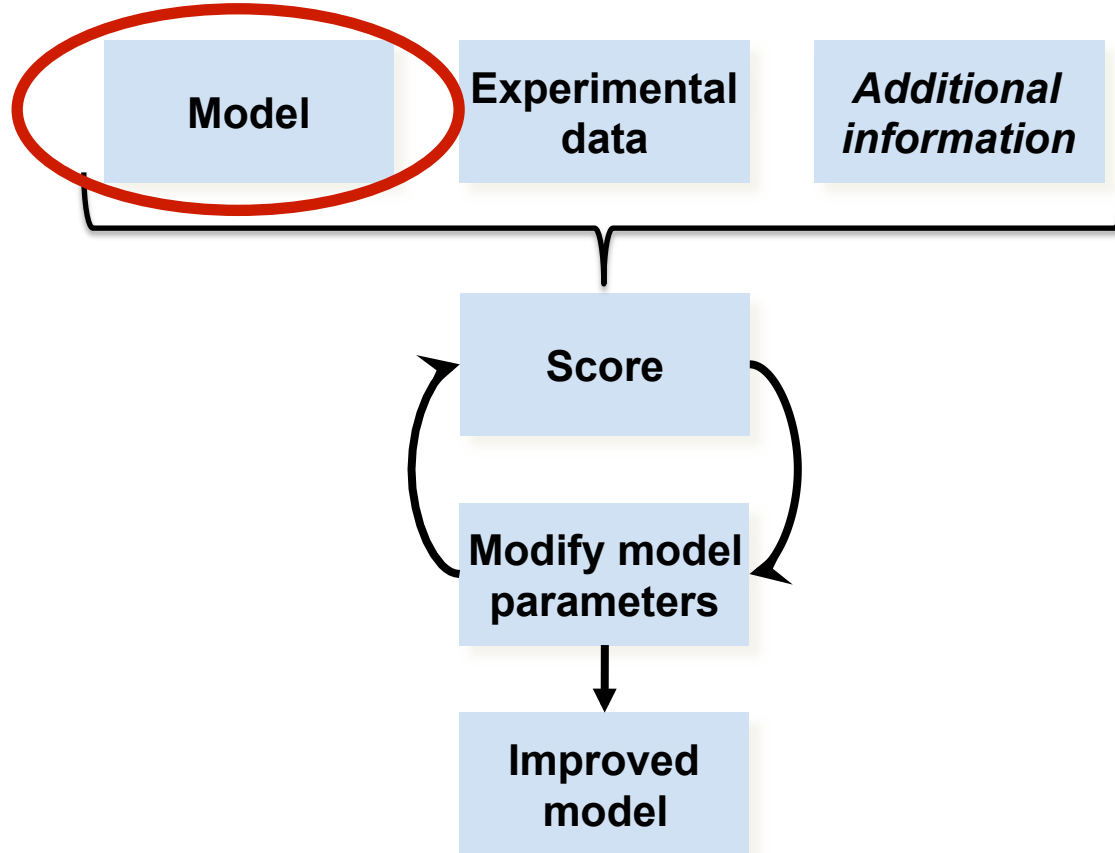 Model
Experimental
data
Additional
information
Score
Modify model
parameters
Improved
model